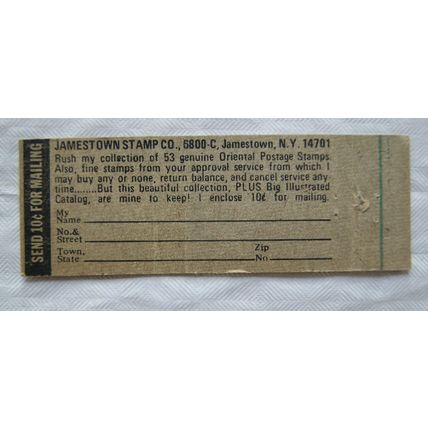 SEND 10¢ FOR MAILING
JAMESTOWN STAMP CO., 6800-C, Jamestown, N.Y. 14701
Rush my collection of 53 genuine Oriental Postage Stamps.
Also, fine stamps from your approval service from which I
may buy any or none, return balance, and cancel service any
time........But this beautiful collection, PLUS Big Illustrated
Catalog, are mine to keep! I enclose 10¢ for mailing.
My
Name
No.&
Street
Town, Zip
State No.